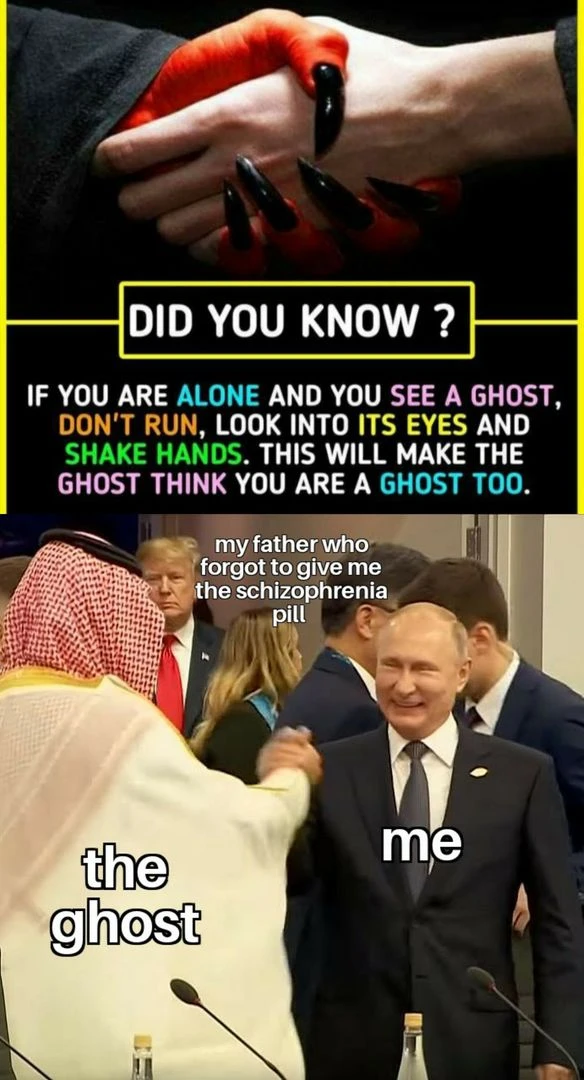 DID YOU KNOW ?
IF YOU ARE ALONE AND YOU SEE A GHOST,
DON'T RUN, LOOK INTO ITS EYES AND
SHAKE HANDS. THIS WILL MAKE THE
GHOST THINK YOU ARE A GHOST TOO.
my father who
forgot to give me
the schizophrenia
pill
me
the
ghost